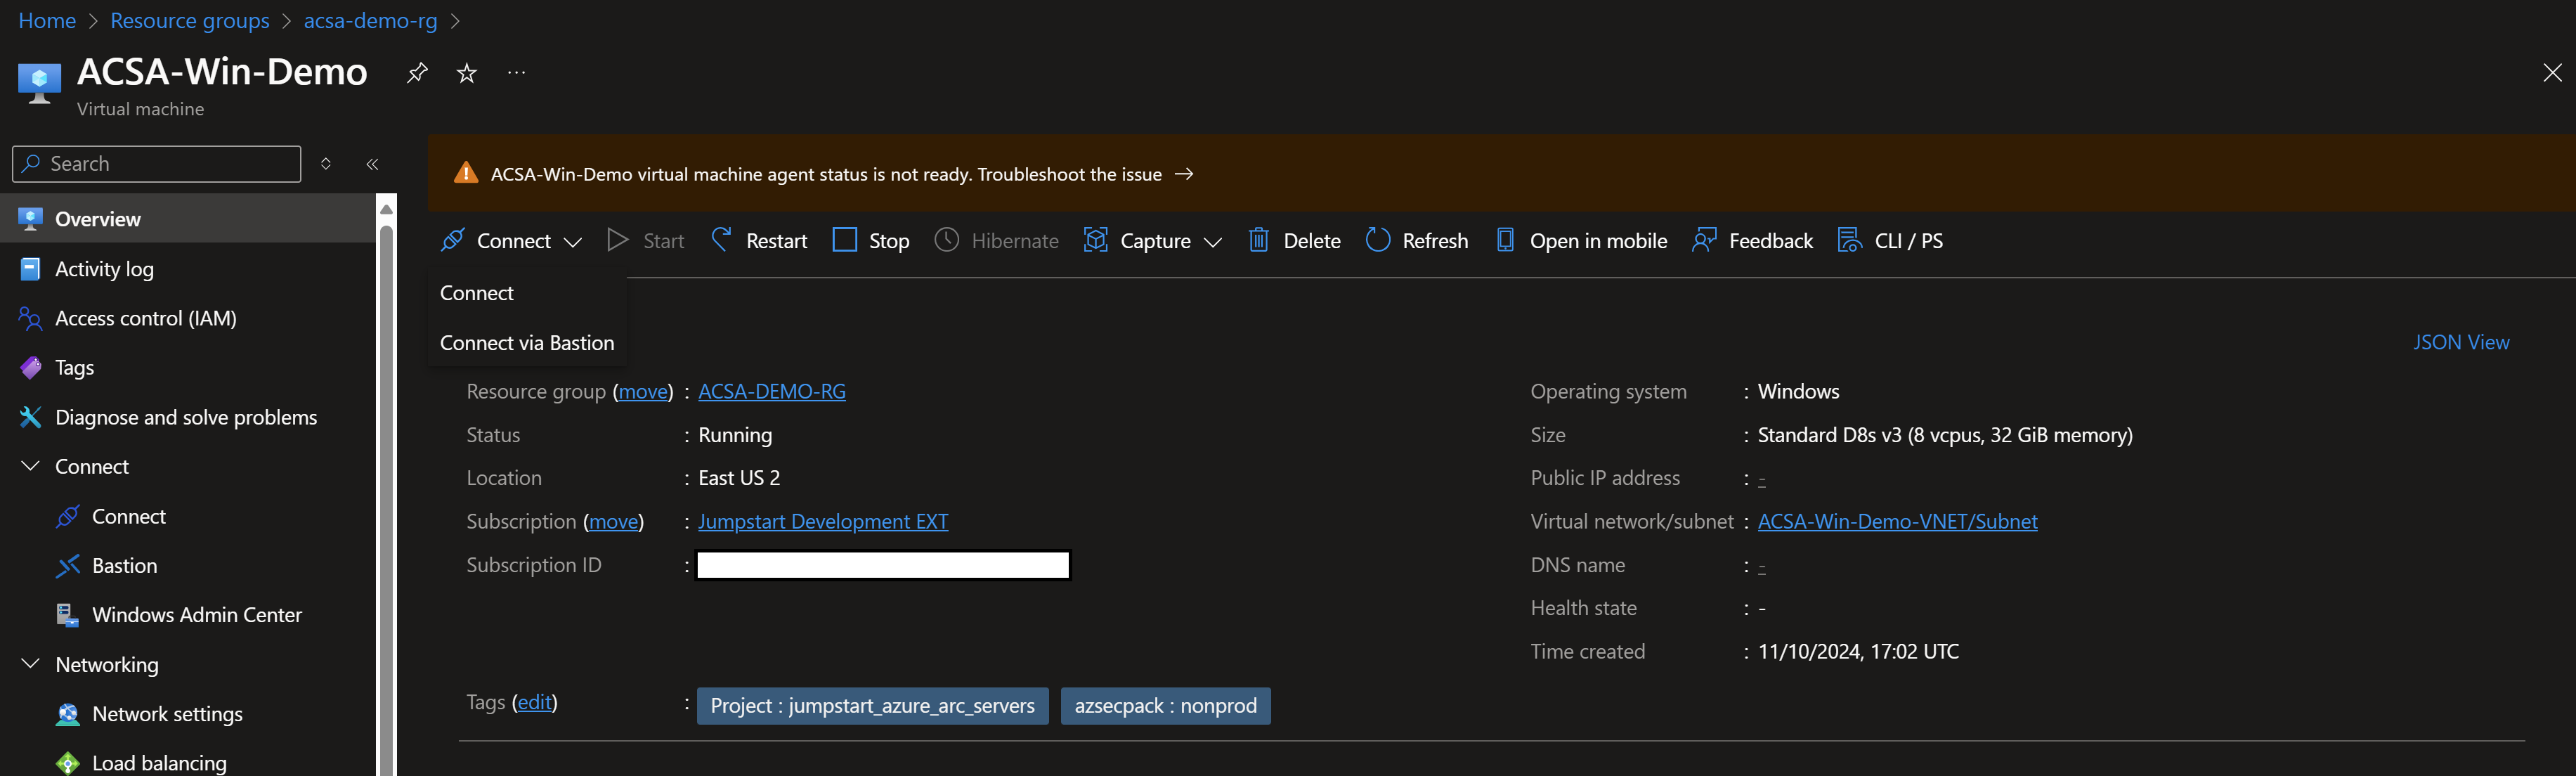 Home > Resource groups > acsa-demo-rg >
ACSA-Win-Demo
Virtual machine
Search
Overview
Activity log
Access control (IAM)
Tags
Diagnose and solve problems
Connect
Connect
Bastion
Windows Admin Center
Networking
Network settings
Load balancing
ACSA-Win-Demo virtual machine agent status is not ready. Troubleshoot the issue →
Connect Start Restart Stop Hibernate Capture Delete Refresh Open in mobile Feedback CLI / PS
Connect
Connect via Bastion
JSON View
Resource group (move) : ACSA-DEMO-RG
Status : Running
Location : East US 2
Subscription (move) : Jumpstart Development EXT
Subscription ID :
Operating system : Windows
Size : Standard D8s v3 (8 vcpus, 32 GiB memory)
Public IP address : -
Virtual network/subnet : ACSA-Win-Demo-VNET/Subnet
DNS name : -
Health state : -
Time created : 11/10/2024, 17:02 UTC
Tags (edit) : Project : jumpstart_azure_arc_servers azsecpack : nonprod